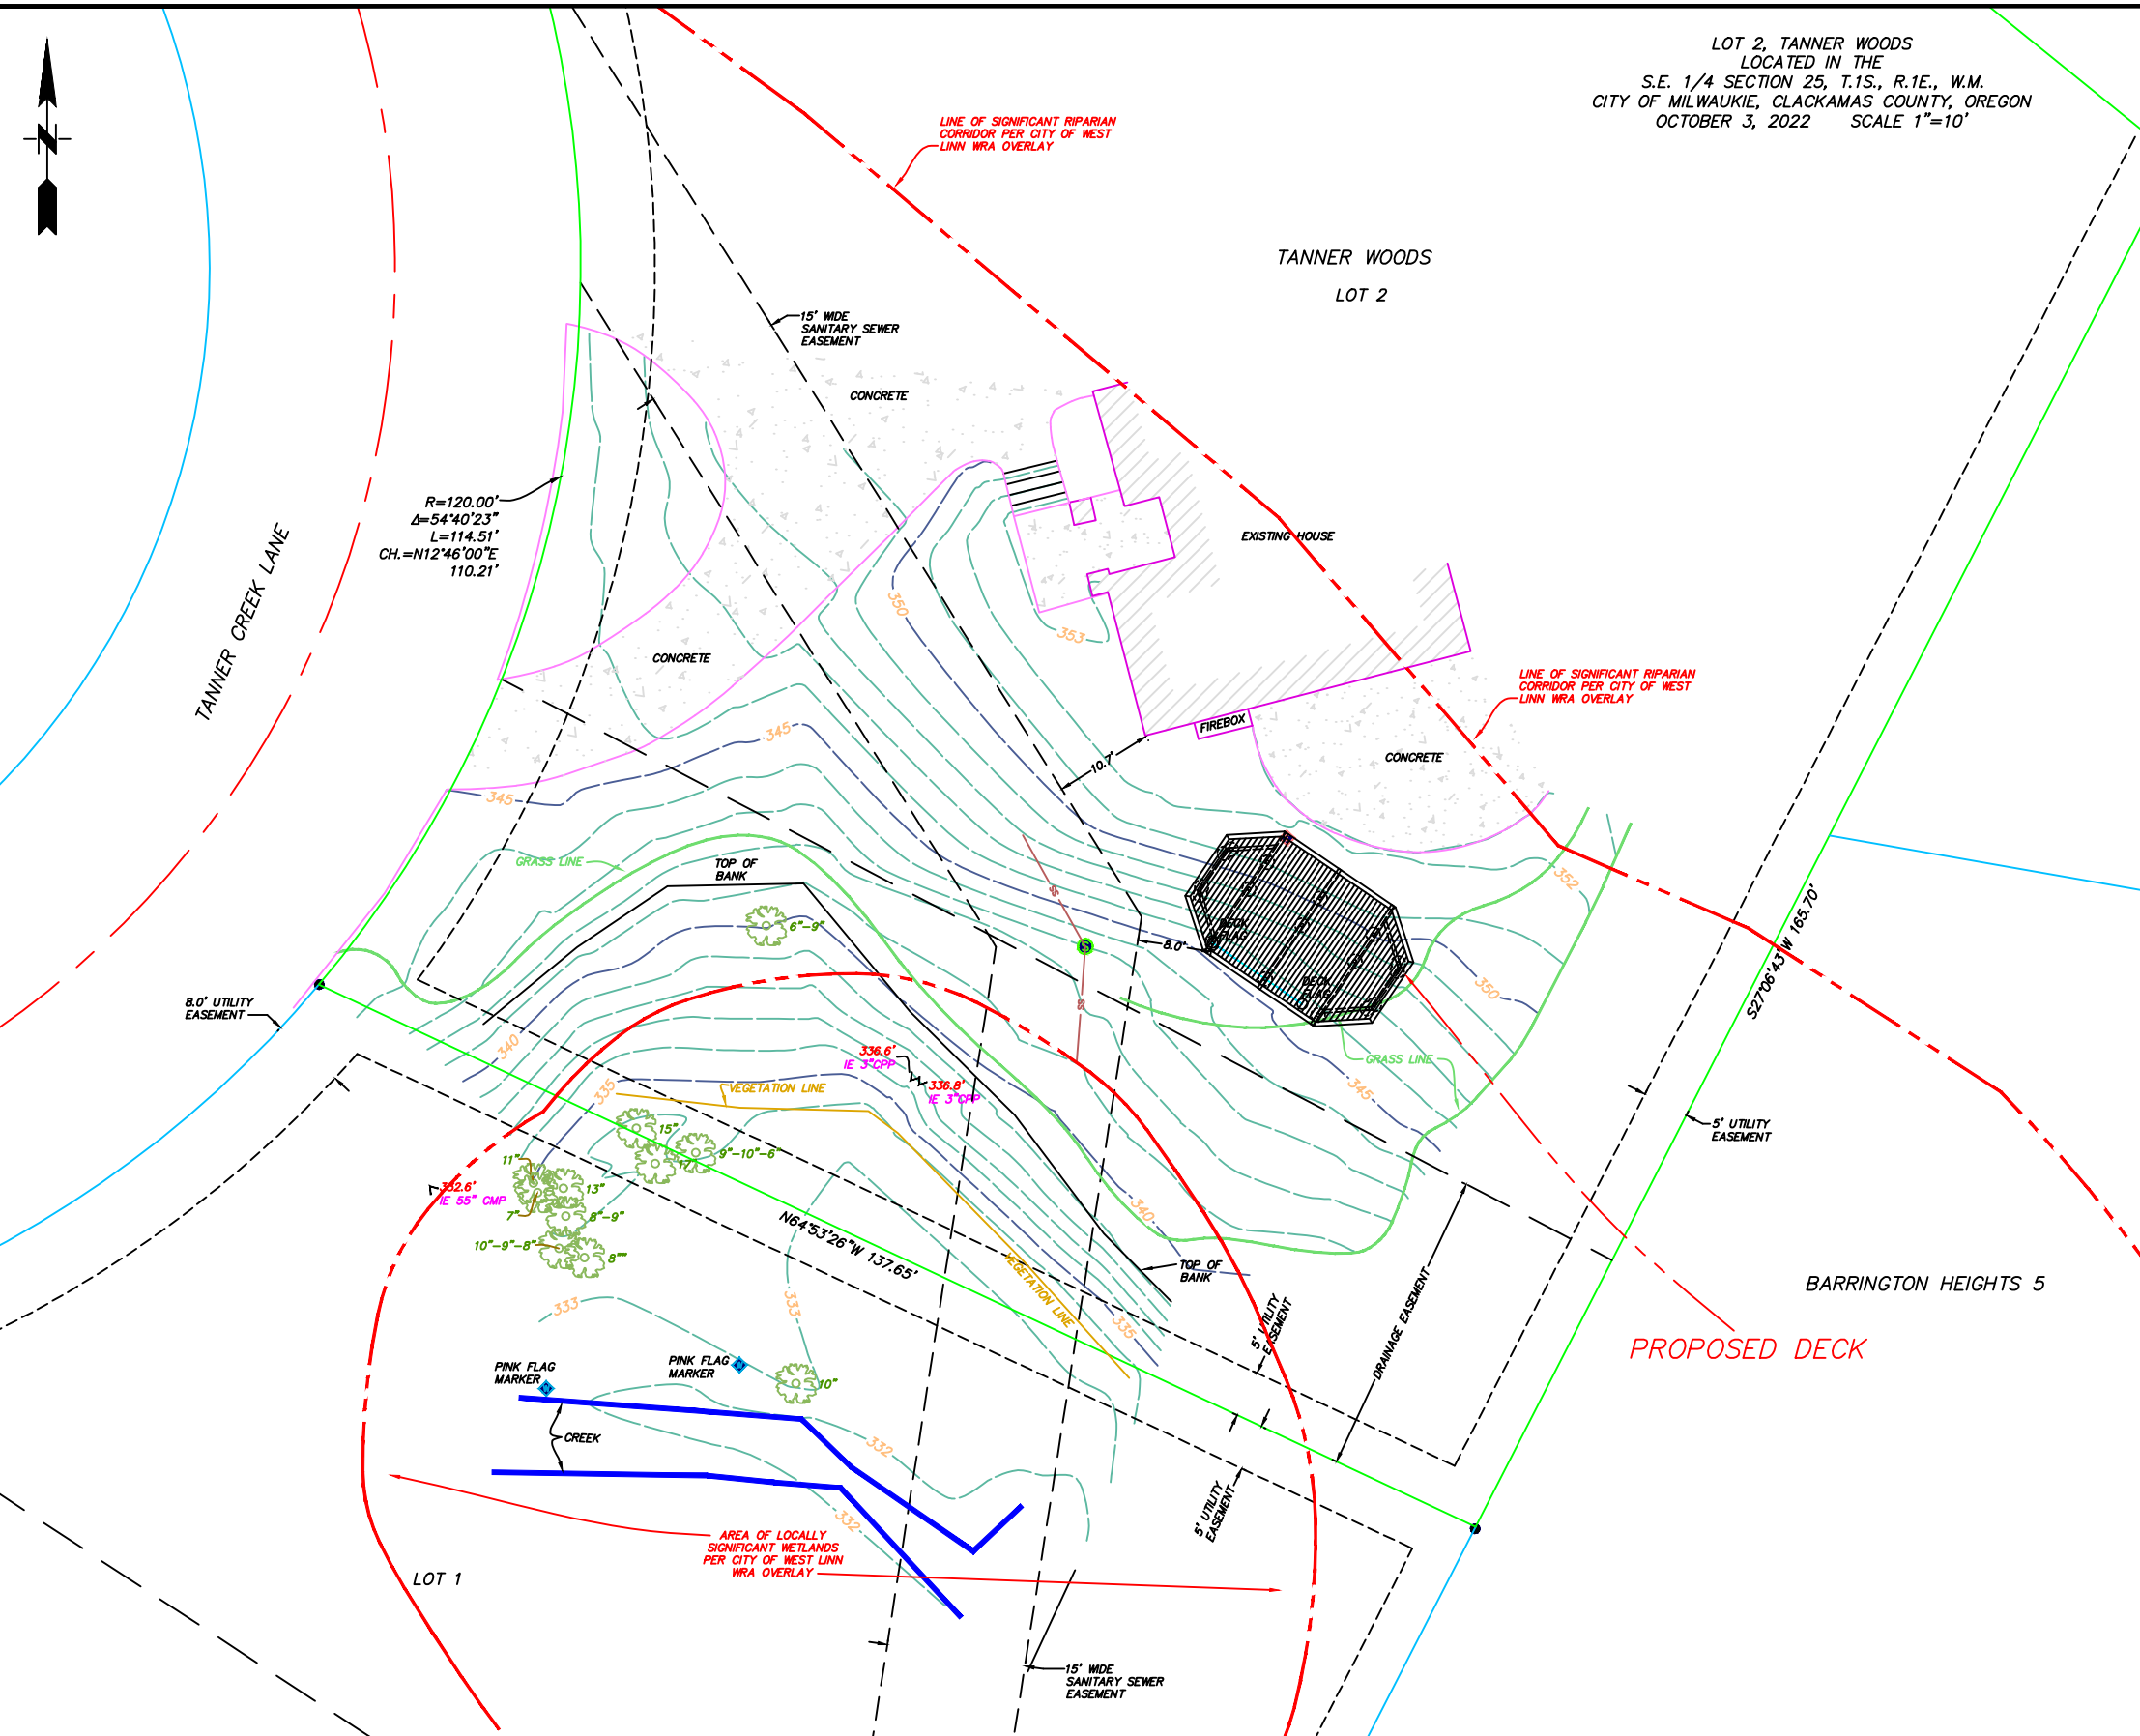 LOT 2, TANNER WOODS
LOCATED IN THE
S.E. 1/4 SECTION 25, T.1S., R.1E., W.M.
CITY OF MILWAUKIE, CLACKAMAS COUNTY, OREGON
OCTOBER 3, 2022 SCALE 1"=10'
N
LINE OF SIGNIFICANT RIPARIAN
CORRIDOR PER CITY OF WEST
LINN WRA OVERLAY
TANNER WOODS
LOT 2
15' WIDE
SANITARY SEWER
EASEMENT
CONCRETE
R=120.00'
Δ=54°40'23"
L=114.51'
CH.=N12°46'00"E
110.21'
TANNER CREEK LANE
EXISTING HOUSE
350
353
CONCRETE
LINE OF SIGNIFICANT RIPARIAN
CORRIDOR PER CITY OF WEST
LINN WRA OVERLAY
FIREBOX
345
10.7'
CONCRETE
345
GRASS LINE
TOP OF
BANK
352
SS
6"-9"
DECK
FLAG
8.0'
S
S27°06'43"W 165.70'
DECK
FLAG
350
8.0' UTILITY
EASEMENT
SS
340
336.6'
IE 3"CPP
GRASS LINE
335
VEGETATION LINE
336.8'
IE 3"CPP
345
5' UTILITY
EASEMENT
15"
9"-10"-6"
17"
11"
332.6'
IE 55" CMP
13"
7"
8"-9"
10"-9"-8"
8""
340
N64°53'26"W 137.65'
TOP OF
BANK
VEGETATION LINE
333
333
335
5' UTILITY
EASEMENT
DRAINAGE EASEMENT
BARRINGTON HEIGHTS 5
PROPOSED DECK
PINK FLAG
MARKER
PINK FLAG
MARKER
10"
CREEK
332
332
5' UTILITY
EASEMENT
AREA OF LOCALLY
SIGNIFICANT WETLANDS
PER CITY OF WEST LINN
WRA OVERLAY
LOT 1
15' WIDE
SANITARY SEWER
EASEMENT